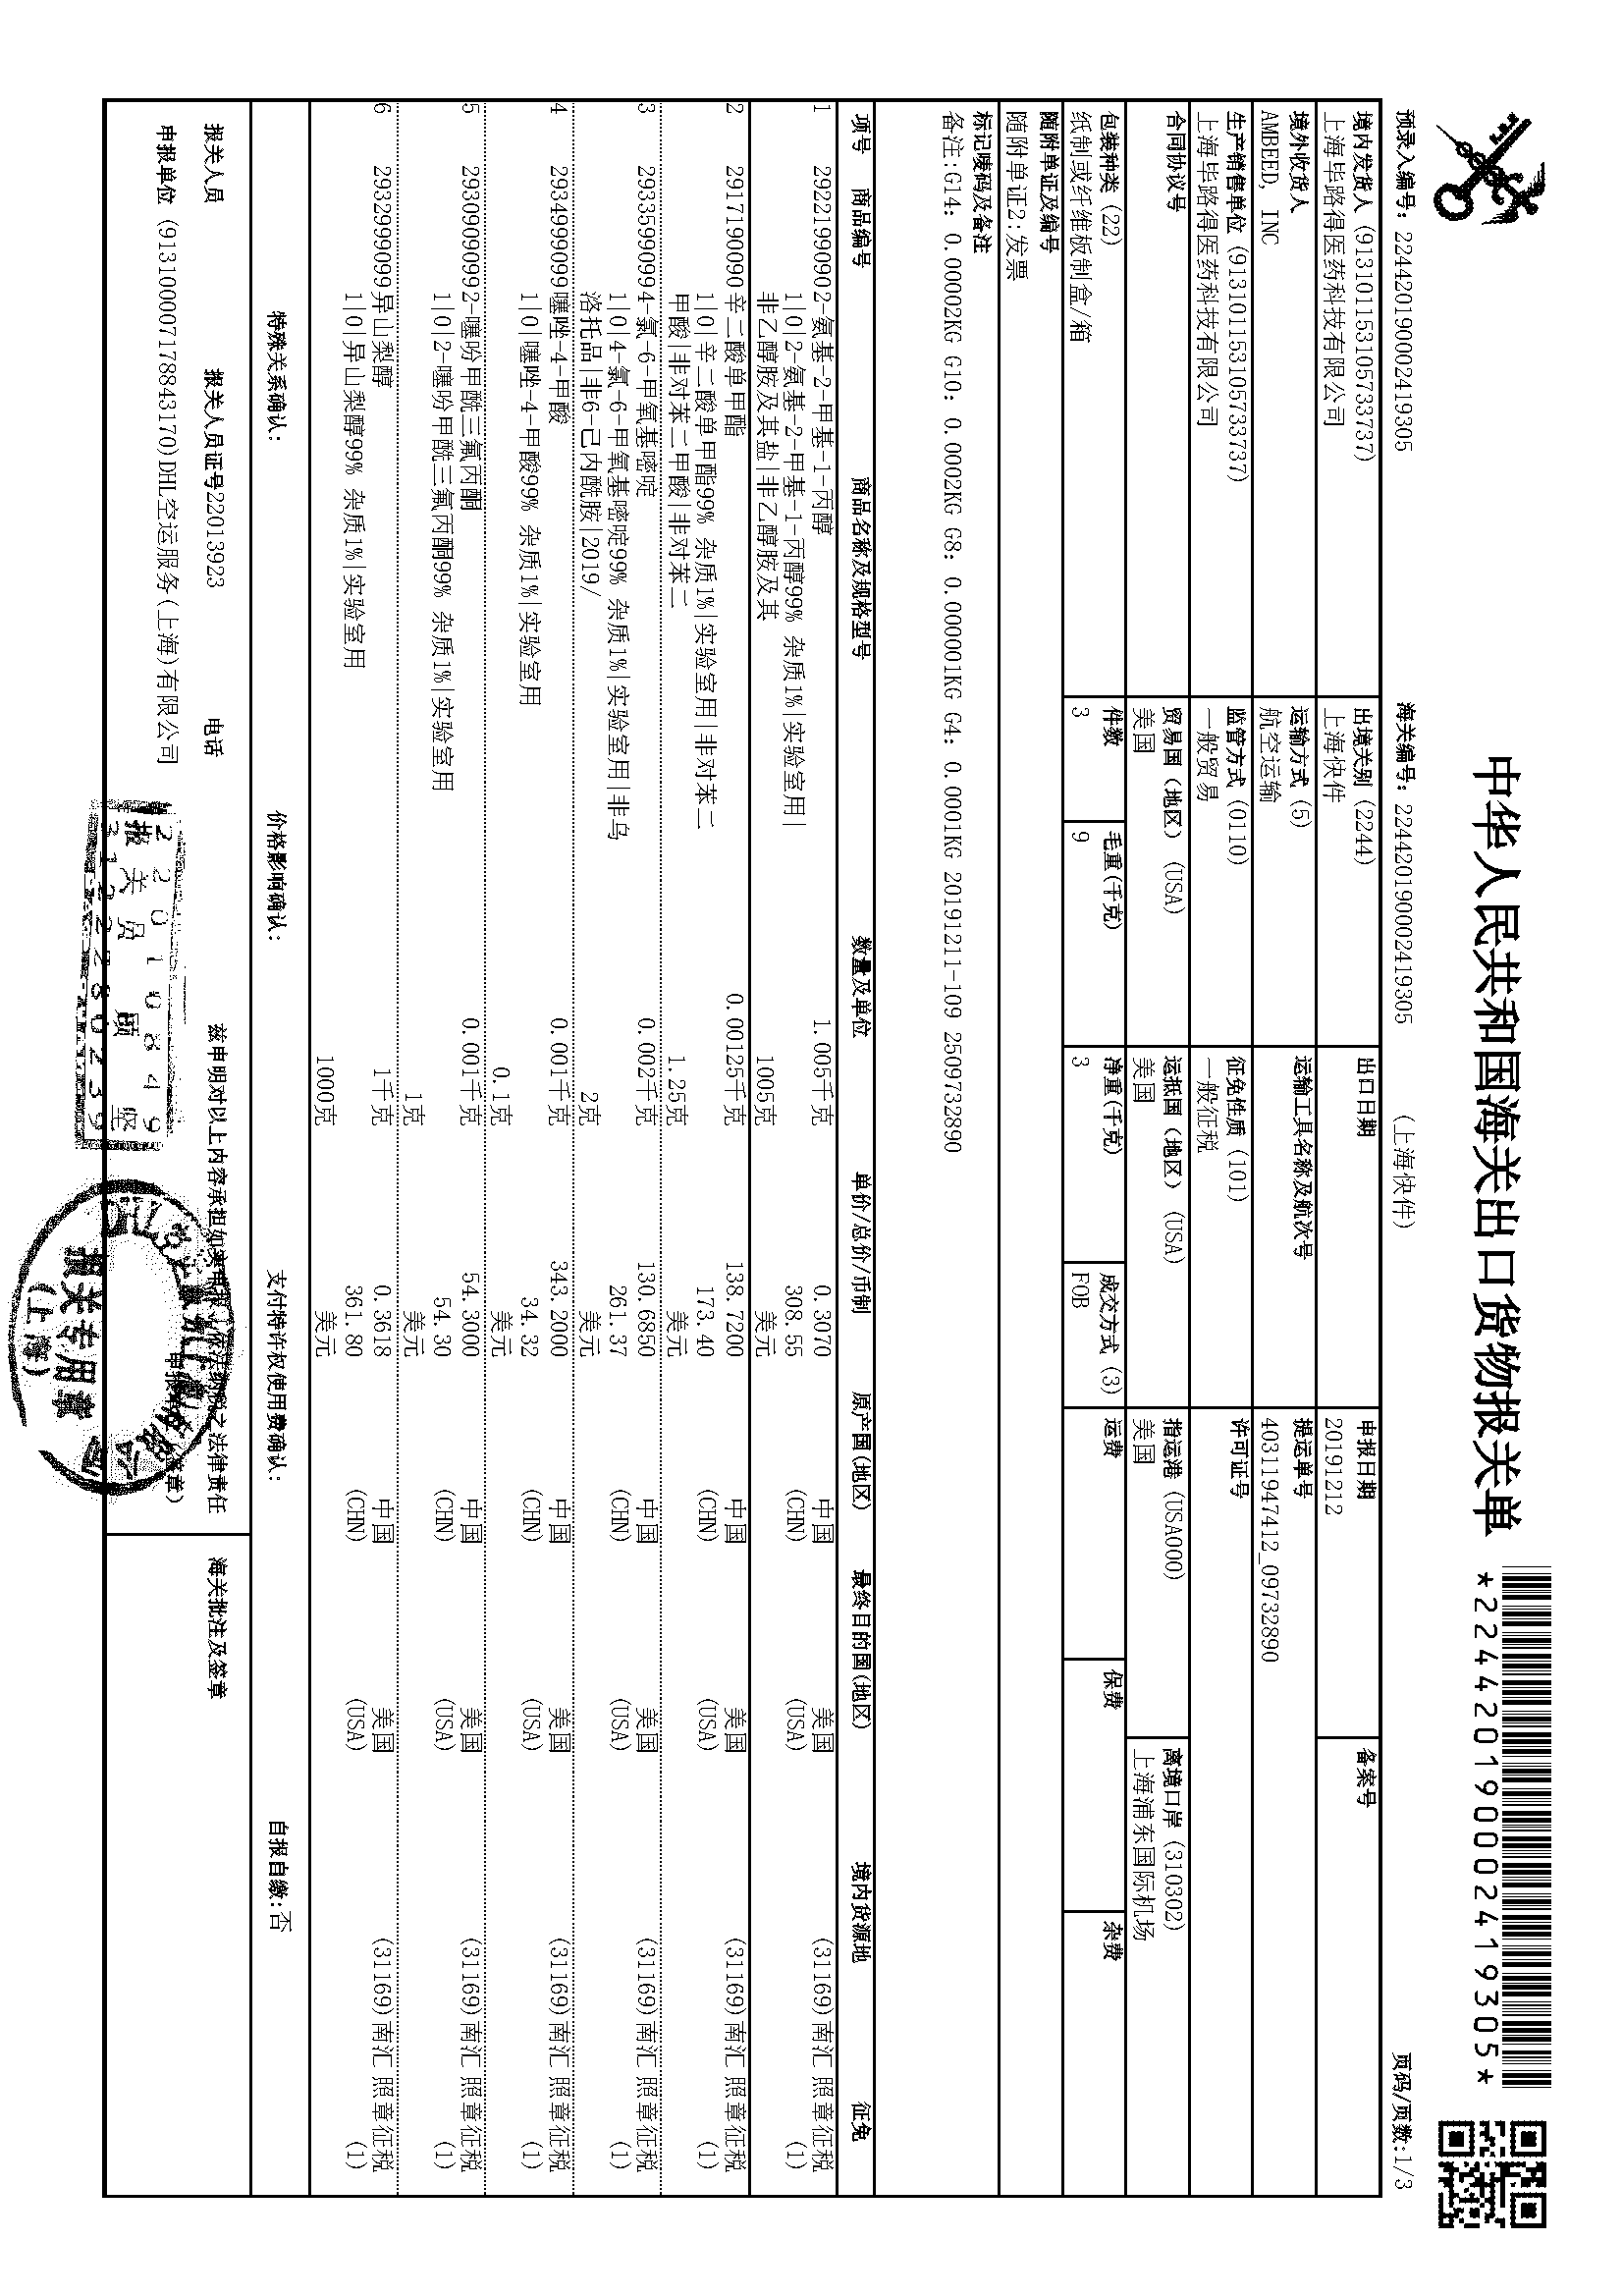 中华人民共和国海关出口货物报关单
*224420190002419305*
预录入编号: 224420190002419305 海关编号: 224420190002419305 (上海快件) 页码/页数:1/3
境内发货人 (91310115310573373​7) 出境关别 (2244) 出口日期 申报日期 备案号
上海毕路得医药科技有限公司 上海快件 20191212
境外收货人 运输方式 (5) 运输工具名称及航次号 提运单号
AMBEED, INC 航空运输 40311947412_09732890
生产销售单位 (913101153105733737) 监管方式 (0110) 征免性质 (101) 许可证号
上海毕路得医药科技有限公司 一般贸易 一般征税
合同协议号 贸易国 (地区) (USA) 运抵国 (地区) (USA) 指运港 (USA000) 离境口岸 (310302)
美国 美国 美国 上海浦东国际机场
包装种类 (22) 件数 毛重(千克) 净重(千克) 成交方式 (3) 运费 保费 杂费
纸制或纤维板制盒/箱 3 9 3 FOB
随附单证及编号
随附单证2:发票
标记唛码及备注
备注:G14: 0.00002KG G10: 0.0002KG G8: 0.000001KG G4: 0.0001KG 20191211-109 2509732890
项号 商品编号 商品名称及规格型号 数量及单位 单价/总价/币制 原产国(地区) 最终目的国(地区) 境内货源地 征免
1 2922199090 2-氨基-2-甲基-1-丙醇 1.005千克 0.3070 中国 美国 (31169)南汇 照章征税
1|0|2-氨基-2-甲基-1-丙醇99% 杂质1%|实验室用| 308.55 (CHN) (USA) (1)
非乙醇胺及其盐|非乙醇胺及其 1005克 美元
2 2917190090 辛二酸单甲酯 0.00125千克 138.7200 中国 美国 (31169)南汇 照章征税
1|0|辛二酸单甲酯99% 杂质1%|实验室用|非对苯二 173.40 (CHN) (USA) (1)
甲酸|非对苯二甲酸|非对苯二 1.25克 美元
3 2933599099 4-氯-6-甲氧基嘧啶 0.002千克 130.6850 中国 美国 (31169)南汇 照章征税
1|0|4-氯-6-甲氧基嘧啶99% 杂质1%|实验室用|非乌 261.37 (CHN) (USA) (1)
洛托品|非6-己内酰胺|2019/ 2克 美元
4 2934999099 噻唑-4-甲酸 0.001千克 343.2000 中国 美国 (31169)南汇 照章征税
1|0|噻唑-4-甲酸99% 杂质1%|实验室用 34.32 (CHN) (USA) (1)
0.1克 美元
5 2930909099 2-噻吩甲酰三氟丙酮 0.001千克 54.3000 中国 美国 (31169)南汇 照章征税
1|0|2-噻吩甲酰三氟丙酮99% 杂质1%|实验室用 54.30 (CHN) (USA) (1)
1克 美元
6 2932999099 异山梨醇 1千克 0.3618 中国 美国 (31169)南汇 照章征税
1|0|异山梨醇99% 杂质1%|实验室用 361.80 (CHN) (USA) (1)
1000克 美元
特殊关系确认: 价格影响确认: 支付特许权使用费确认: 自报自缴:否
报关人员 报关人员证号22013923 电话 兹申明对以上内容承担如实申报、依法纳税之法律责任 海关批注及签章
申报单位 (913100007178843170)DHL空运服务(上海)有限公司 申报单位(签章)
报关员
报关专用章
(上海)